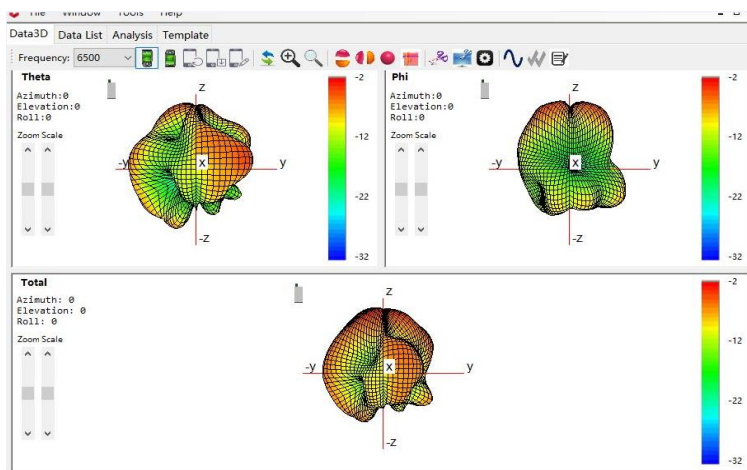 File Window Tools Help
Data3D Data List Analysis Template
Frequency: 6500
Theta
Azimuth:0
Elevation:0
Roll:0
Zoom Scale
z
-y
x
y
-z
-2
-12
-22
-32
Phi
Azimuth:0
Elevation:0
Roll:0
Zoom Scale
z
-y
x
y
-z
-2
-12
-22
-32
Total
Azimuth: 0
Elevation: 0
Roll: 0
Zoom Scale
z
-y
x
y
-z
-2
-12
-22
-32